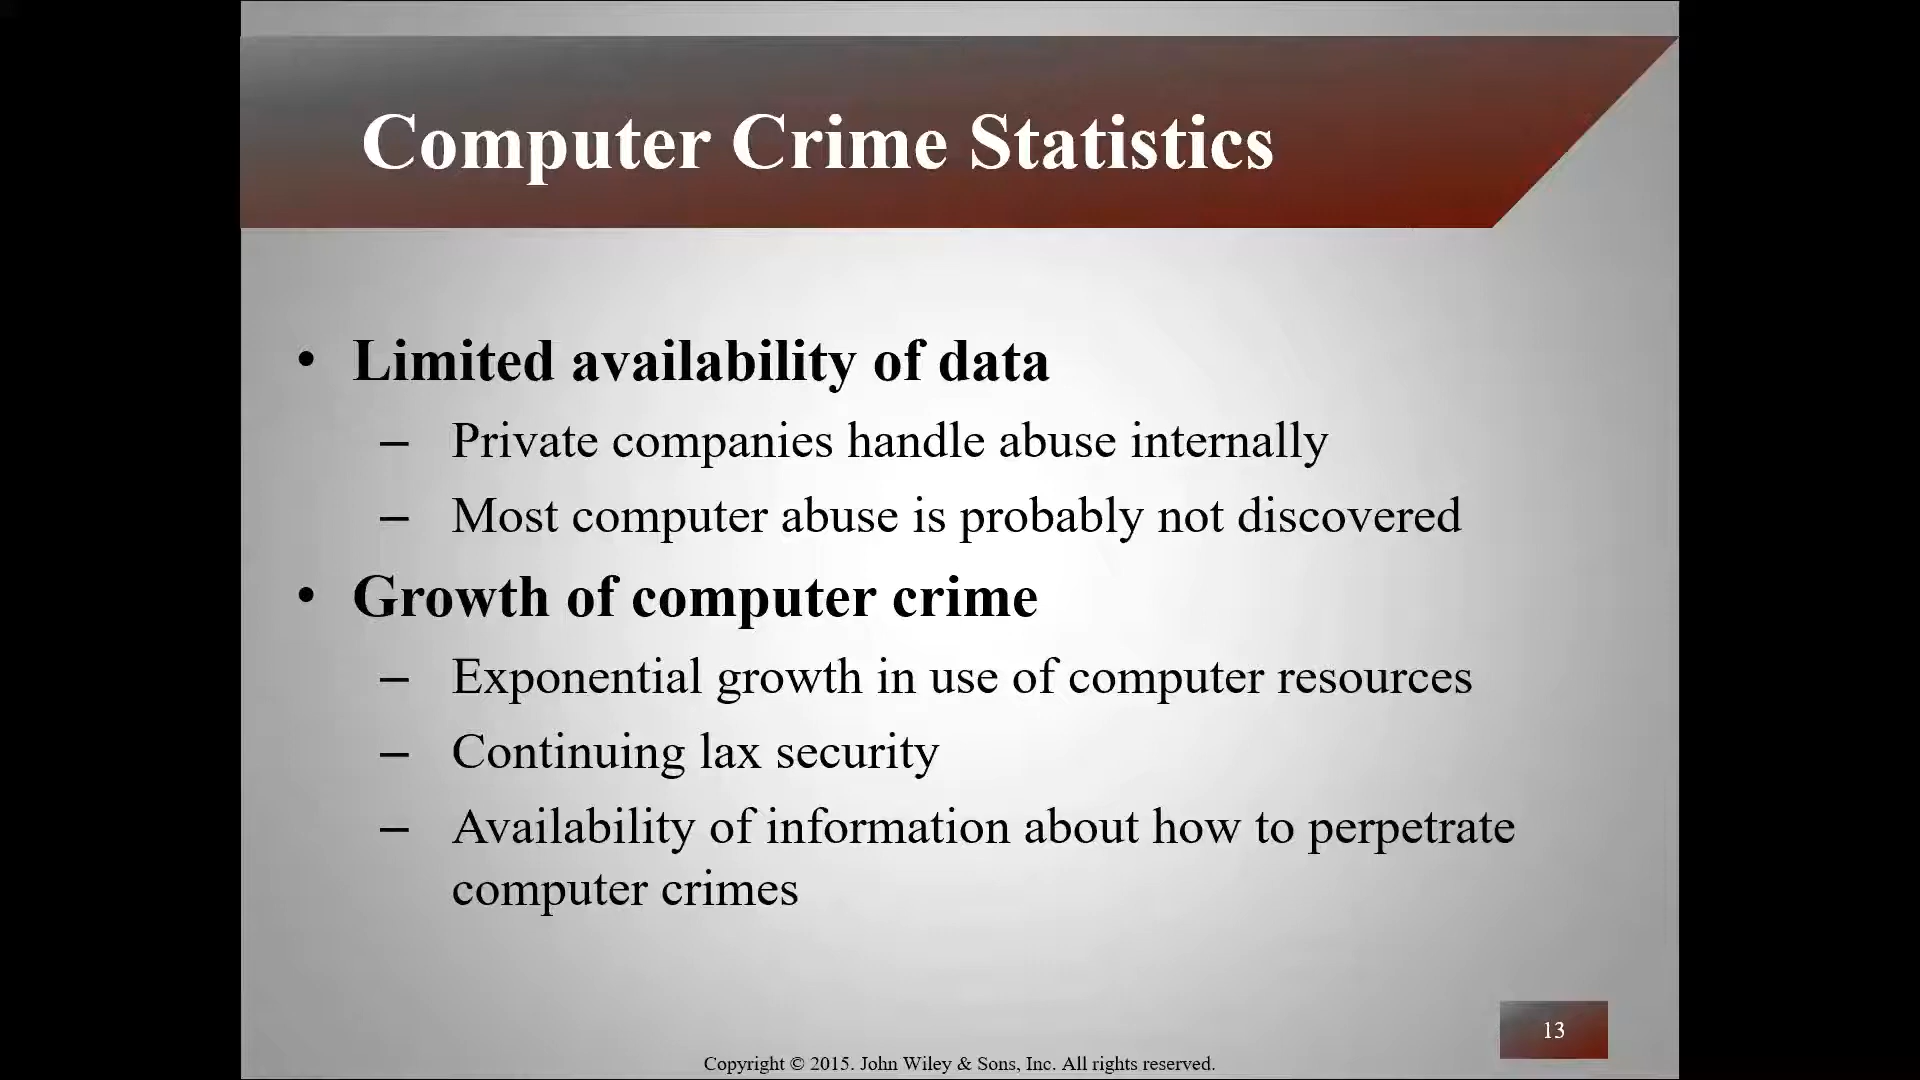 Computer Crime Statistics
• Limited availability of data
– Private companies handle abuse internally
– Most computer abuse is probably not discovered
• Growth of computer crime
– Exponential growth in use of computer resources
– Continuing lax security
– Availability of information about how to perpetrate
computer crimes
13
Copyright © 2015. John Wiley & Sons, Inc. All rights reserved.